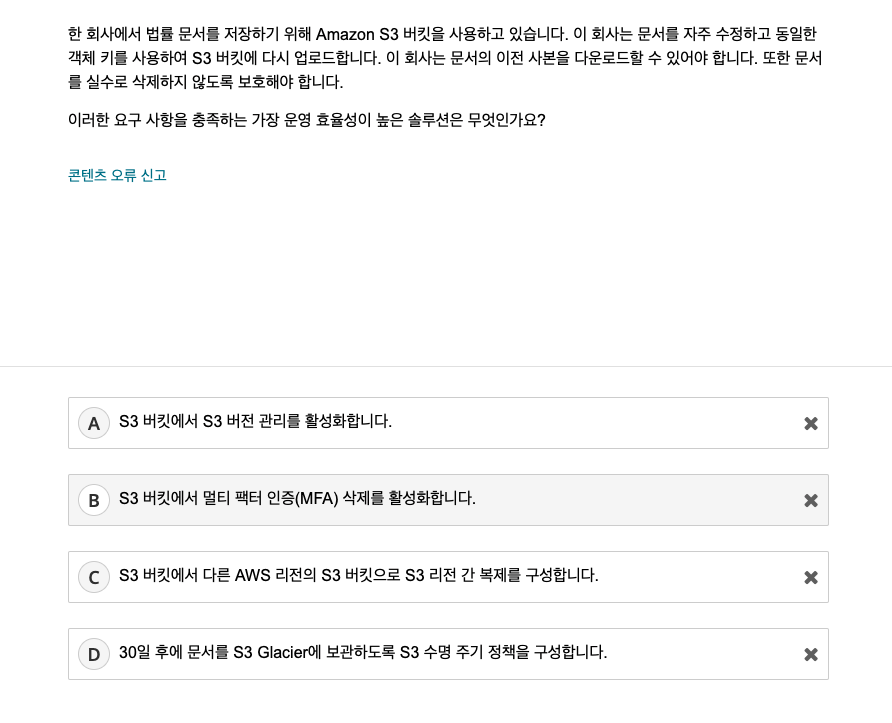 한 회사에서 법률 문서를 저장하기 위해 Amazon S3 버킷을 사용하고 있습니다. 이 회사는 문서를 자주 수정하고 동일한
객체 키를 사용하여 S3 버킷에 다시 업로드합니다. 이 회사는 문서의 이전 사본을 다운로드할 수 있어야 합니다. 또한 문서
를 실수로 삭제하지 않도록 보호해야 합니다.
이러한 요구 사항을 충족하는 가장 운영 효율성이 높은 솔루션은 무엇인가요?
콘텐츠 오류 신고
A S3 버킷에서 S3 버전 관리를 활성화합니다.
B S3 버킷에서 멀티 팩터 인증(MFA) 삭제를 활성화합니다.
C S3 버킷에서 다른 AWS 리전의 S3 버킷으로 S3 리전 간 복제를 구성합니다.
D 30일 후에 문서를 S3 Glacier에 보관하도록 S3 수명 주기 정책을 구성합니다.